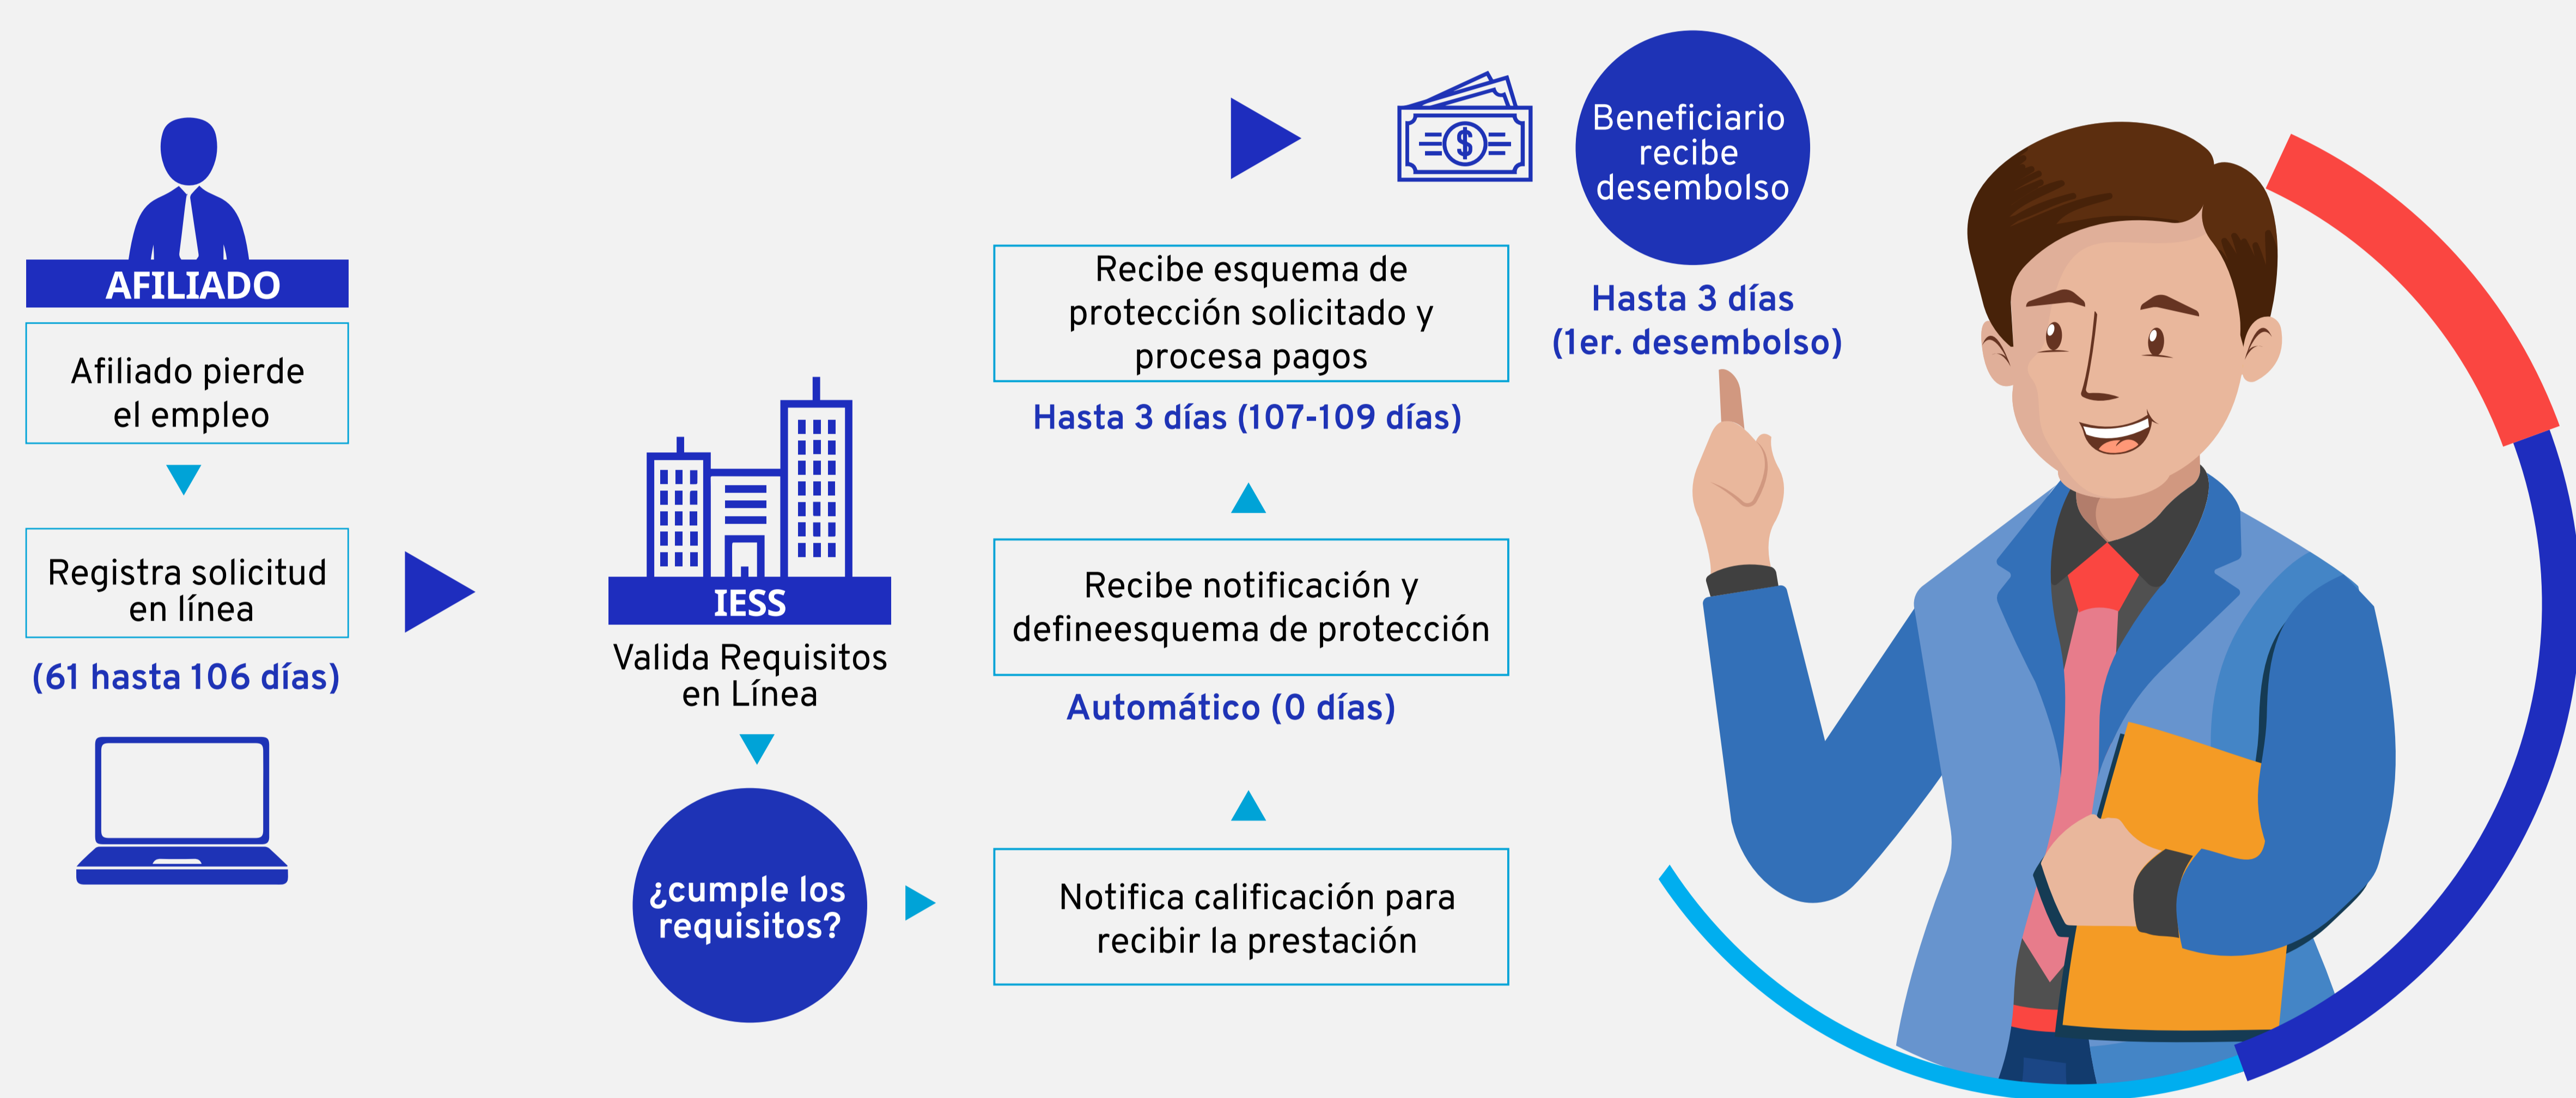 AFILIADO
Afiliado pierde
el empleo
Registra solicitud
en línea
(61 hasta 106 días)
IESS
Valida Requisitos
en Línea
¿cumple los
requisitos?
Notifica calificación para
recibir la prestación
Recibe notificación y
defineesquema de protección
Automático (0 días)
Recibe esquema de
protección solicitado y
procesa pagos
Hasta 3 días (107-109 días)
$
Beneficiario
recibe
desembolso
Hasta 3 días
(1er. desembolso)